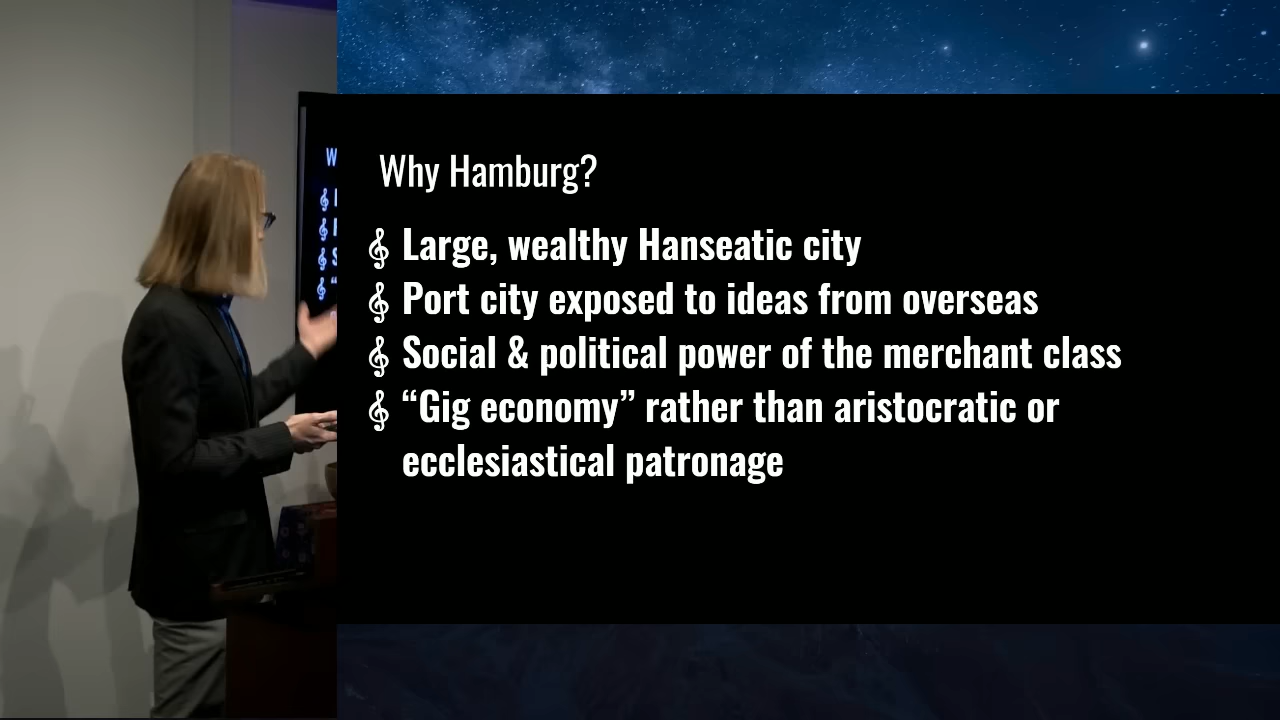 Why Hamburg?
Large, wealthy Hanseatic city
Port city exposed to ideas from overseas
Social & political power of the merchant class
“Gig economy” rather than aristocratic or
ecclesiastical patronage